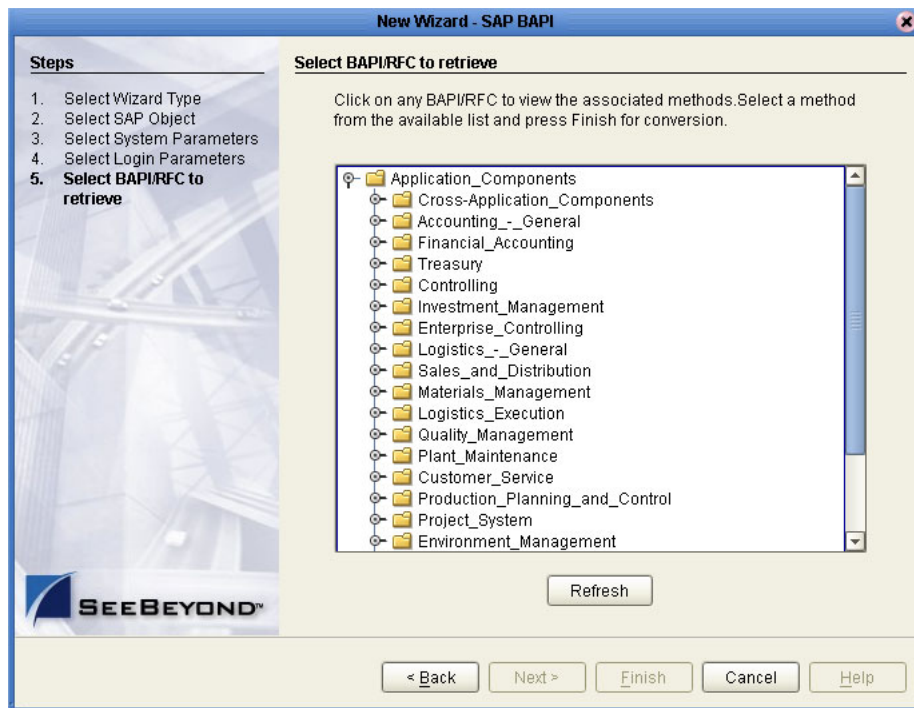 New Wizard - SAP BAPI
Steps
1. Select Wizard Type
2. Select SAP Object
3. Select System Parameters
4. Select Login Parameters
5. Select BAPI/RFC to
retrieve
Select BAPI/RFC to retrieve
Click on any BAPI/RFC to view the associated methods.Select a method
from the available list and press Finish for conversion.
Application_Components
Cross-Application_Components
Accounting_-_General
Financial_Accounting
Treasury
Controlling
Investment_Management
Enterprise_Controlling
Logistics_-_General
Sales_and_Distribution
Materials_Management
Logistics_Execution
Quality_Management
Plant_Maintenance
Customer_Service
Production_Planning_and_Control
Project_System
Environment_Management
Refresh
SEEBEYOND™
< Back
Next >
Finish
Cancel
Help